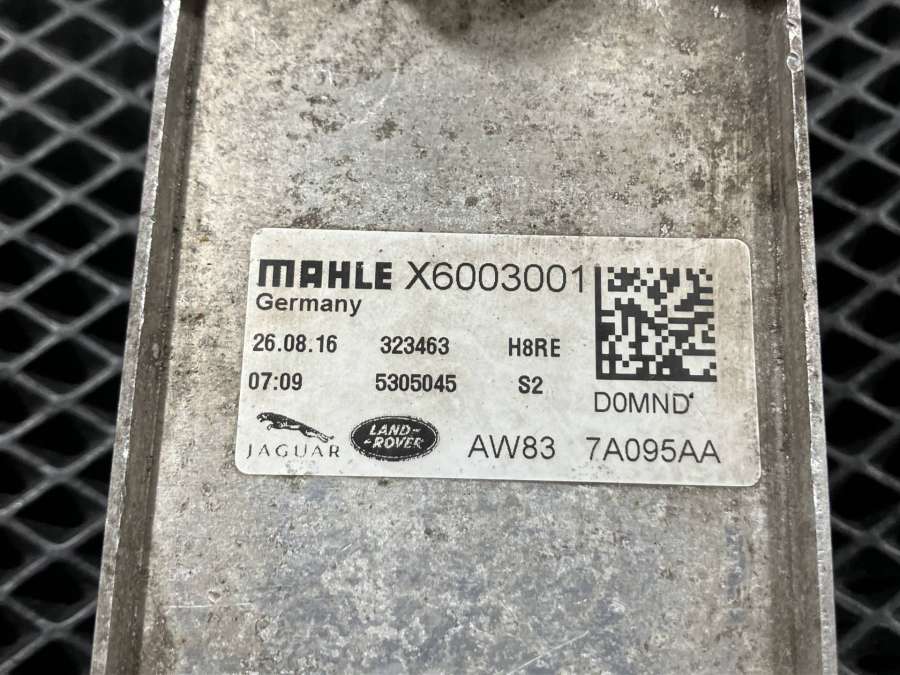 MAHLE X6003001
Germany
26.08.16 323463 H8RE
07:09 5305045 S2
D0MND
JAGUAR LAND-
-ROVER AW83 7A095AA